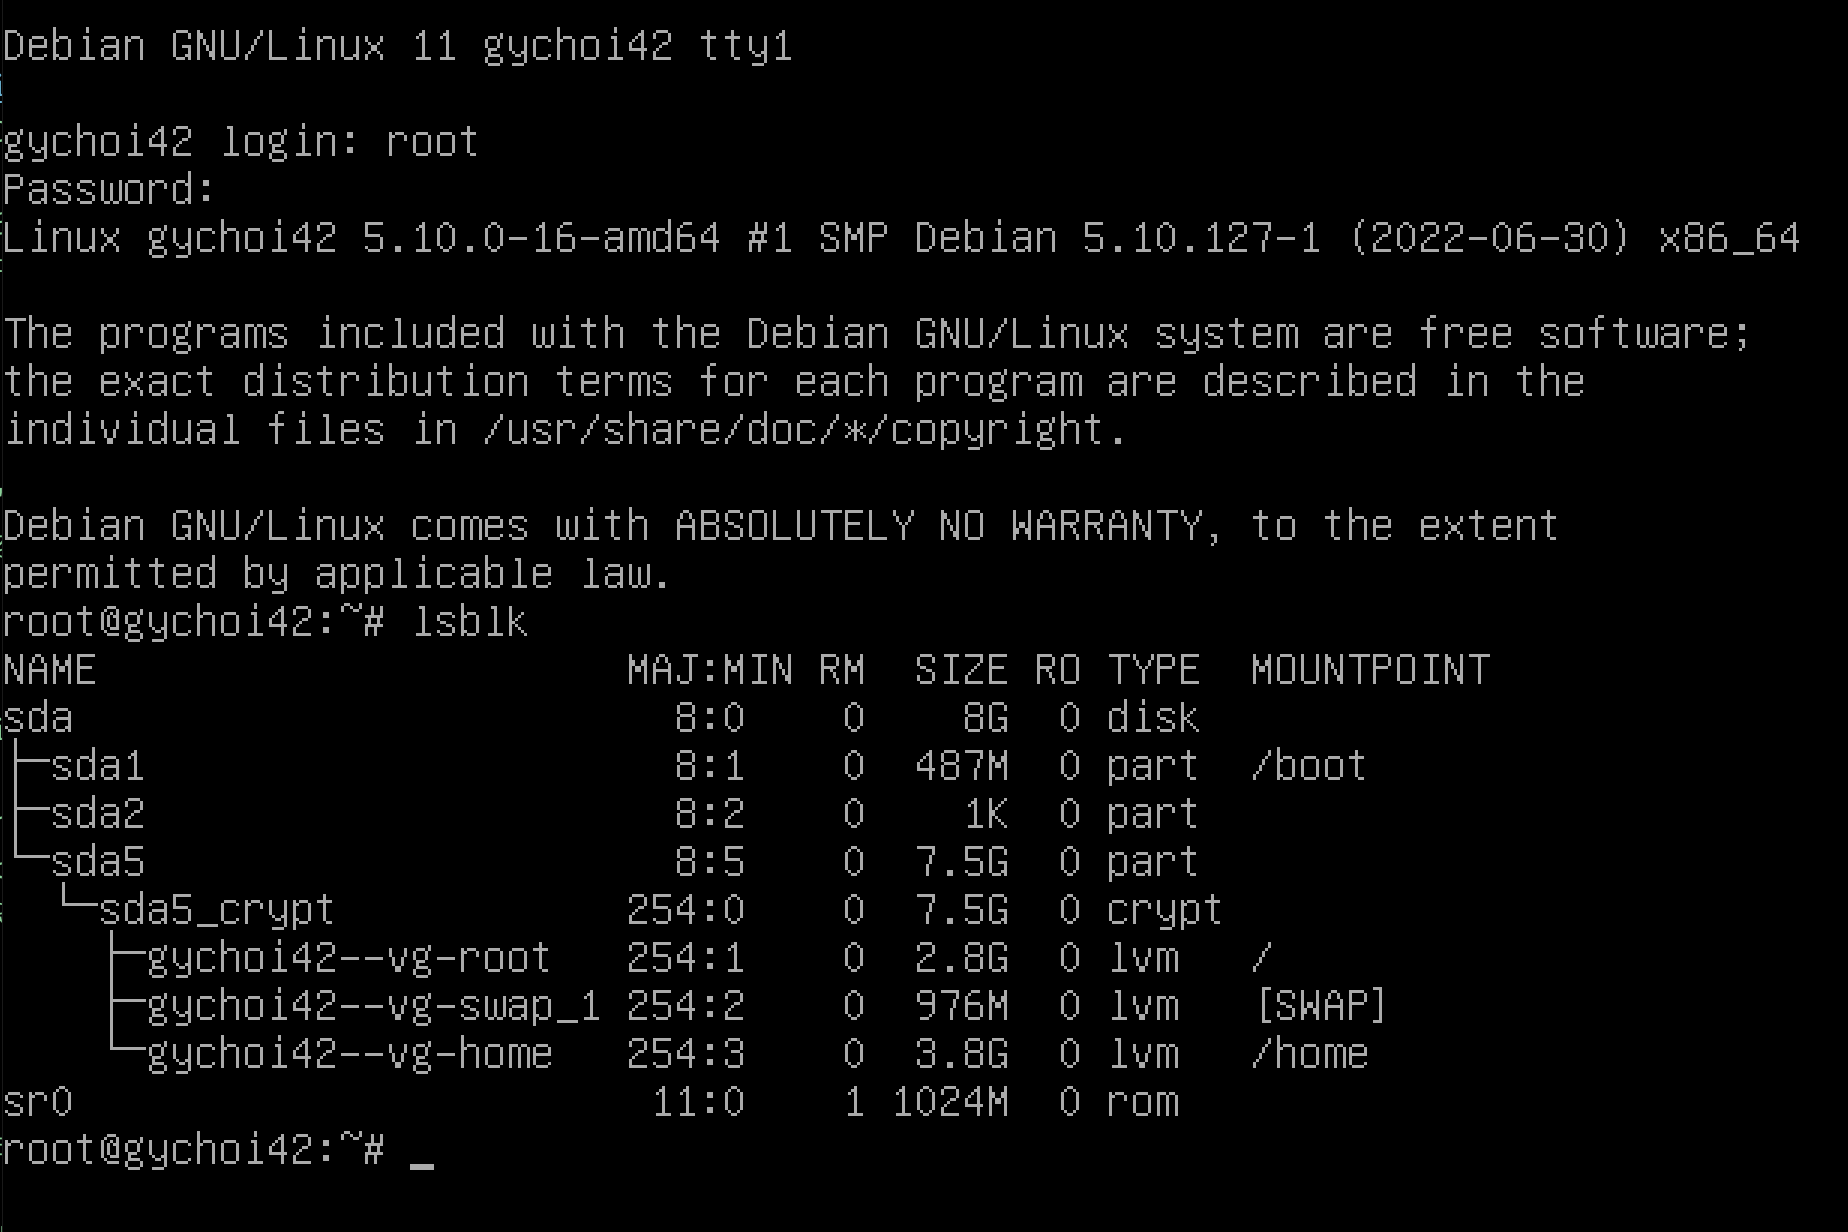 Debian GNU/Linux 11 gychoi42 tty1
gychoi42 login: root
Password:
Linux gychoi42 5.10.0-16-amd64 #1 SMP Debian 5.10.127-1 (2022-06-30) x86_64
The programs included with the Debian GNU/Linux system are free software;
the exact distribution terms for each program are described in the
individual files in /usr/share/doc/*/copyright.
Debian GNU/Linux comes with ABSOLUTELY NO WARRANTY, to the extent
permitted by applicable law.
root@gychoi42:~# lsblk
NAME                      MAJ:MIN RM  SIZE RO TYPE  MOUNTPOINT
sda                         8:0    0    8G  0 disk
├─sda1                      8:1    0  487M  0 part  /boot
├─sda2                      8:2    0    1K  0 part
└─sda5                      8:5    0  7.5G  0 part
  └─sda5_crypt            254:0    0  7.5G  0 crypt
    ├─gychoi42--vg-root   254:1    0  2.8G  0 lvm   /
    ├─gychoi42--vg-swap_1 254:2    0  976M  0 lvm   [SWAP]
    └─gychoi42--vg-home   254:3    0  3.8G  0 lvm   /home
sr0                        11:0    1 1024M  0 rom
root@gychoi42:~# _